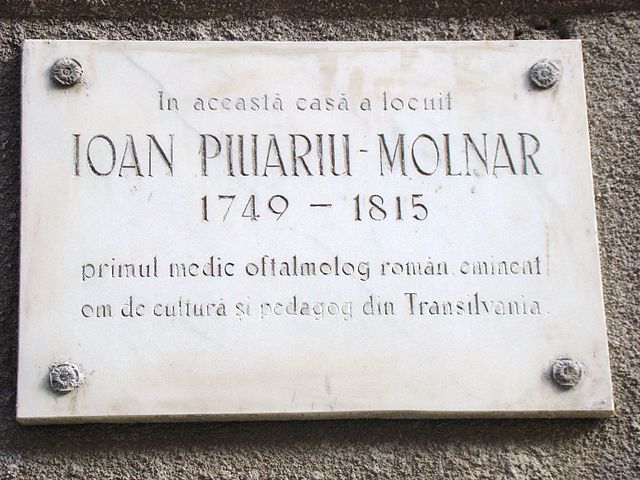 In această casă a locuit
IOAN PIUARIU-MOLNAR
1749 – 1815
primul medic oftalmolog român, eminent
om de cultură și pedagog din Transilvania.